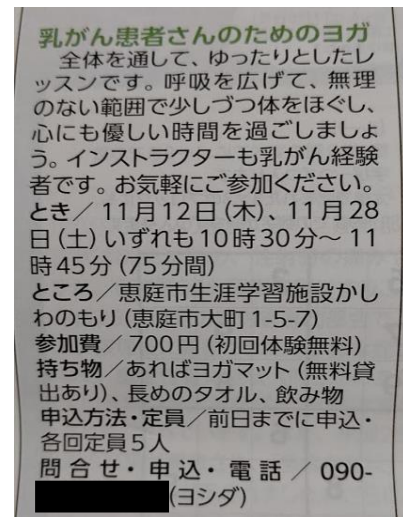 乳がん患者さんのためのヨガ
全体を通して、ゆったりとしたレ
ッスンです。呼吸を広げて、無理
のない範囲で少しづつ体をほぐし、
心にも優しい時間を過ごしましょ
う。インストラクターも乳がん経験
者です。お気軽にご参加ください。
とき／11月12日(木)、11月28
日(土)いずれも10時30分〜11
時45分(75分間)
ところ／恵庭市生涯学習施設かし
わのもり(恵庭市大町1-5-7)
参加費／700円(初回体験無料)
持ち物／あればヨガマット(無料貸
出あり)、長めのタオル、飲み物
申込方法・定員／前日までに申込・
各回定員5人
問合せ・申込・電話／090-
(ヨシダ)